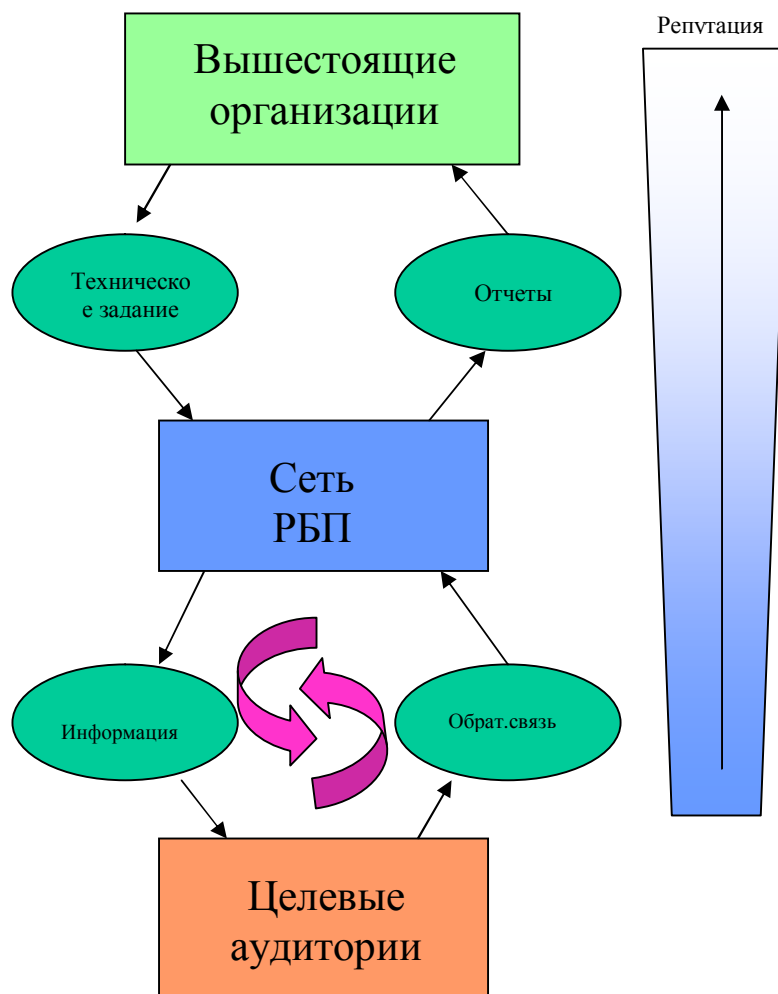 Репутация
Вышестоящие
организации
Техническо
е задание
Отчеты
Сеть
РБП
Информация
Обрат.связь
Целевые
аудитории